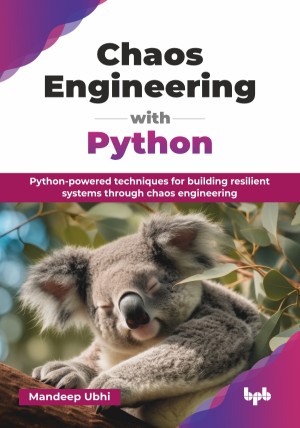 Chaos
Engineering
with
Python
Python-powered techniques for building resilient
systems through chaos engineering
Mandeep Ubhi
bpb